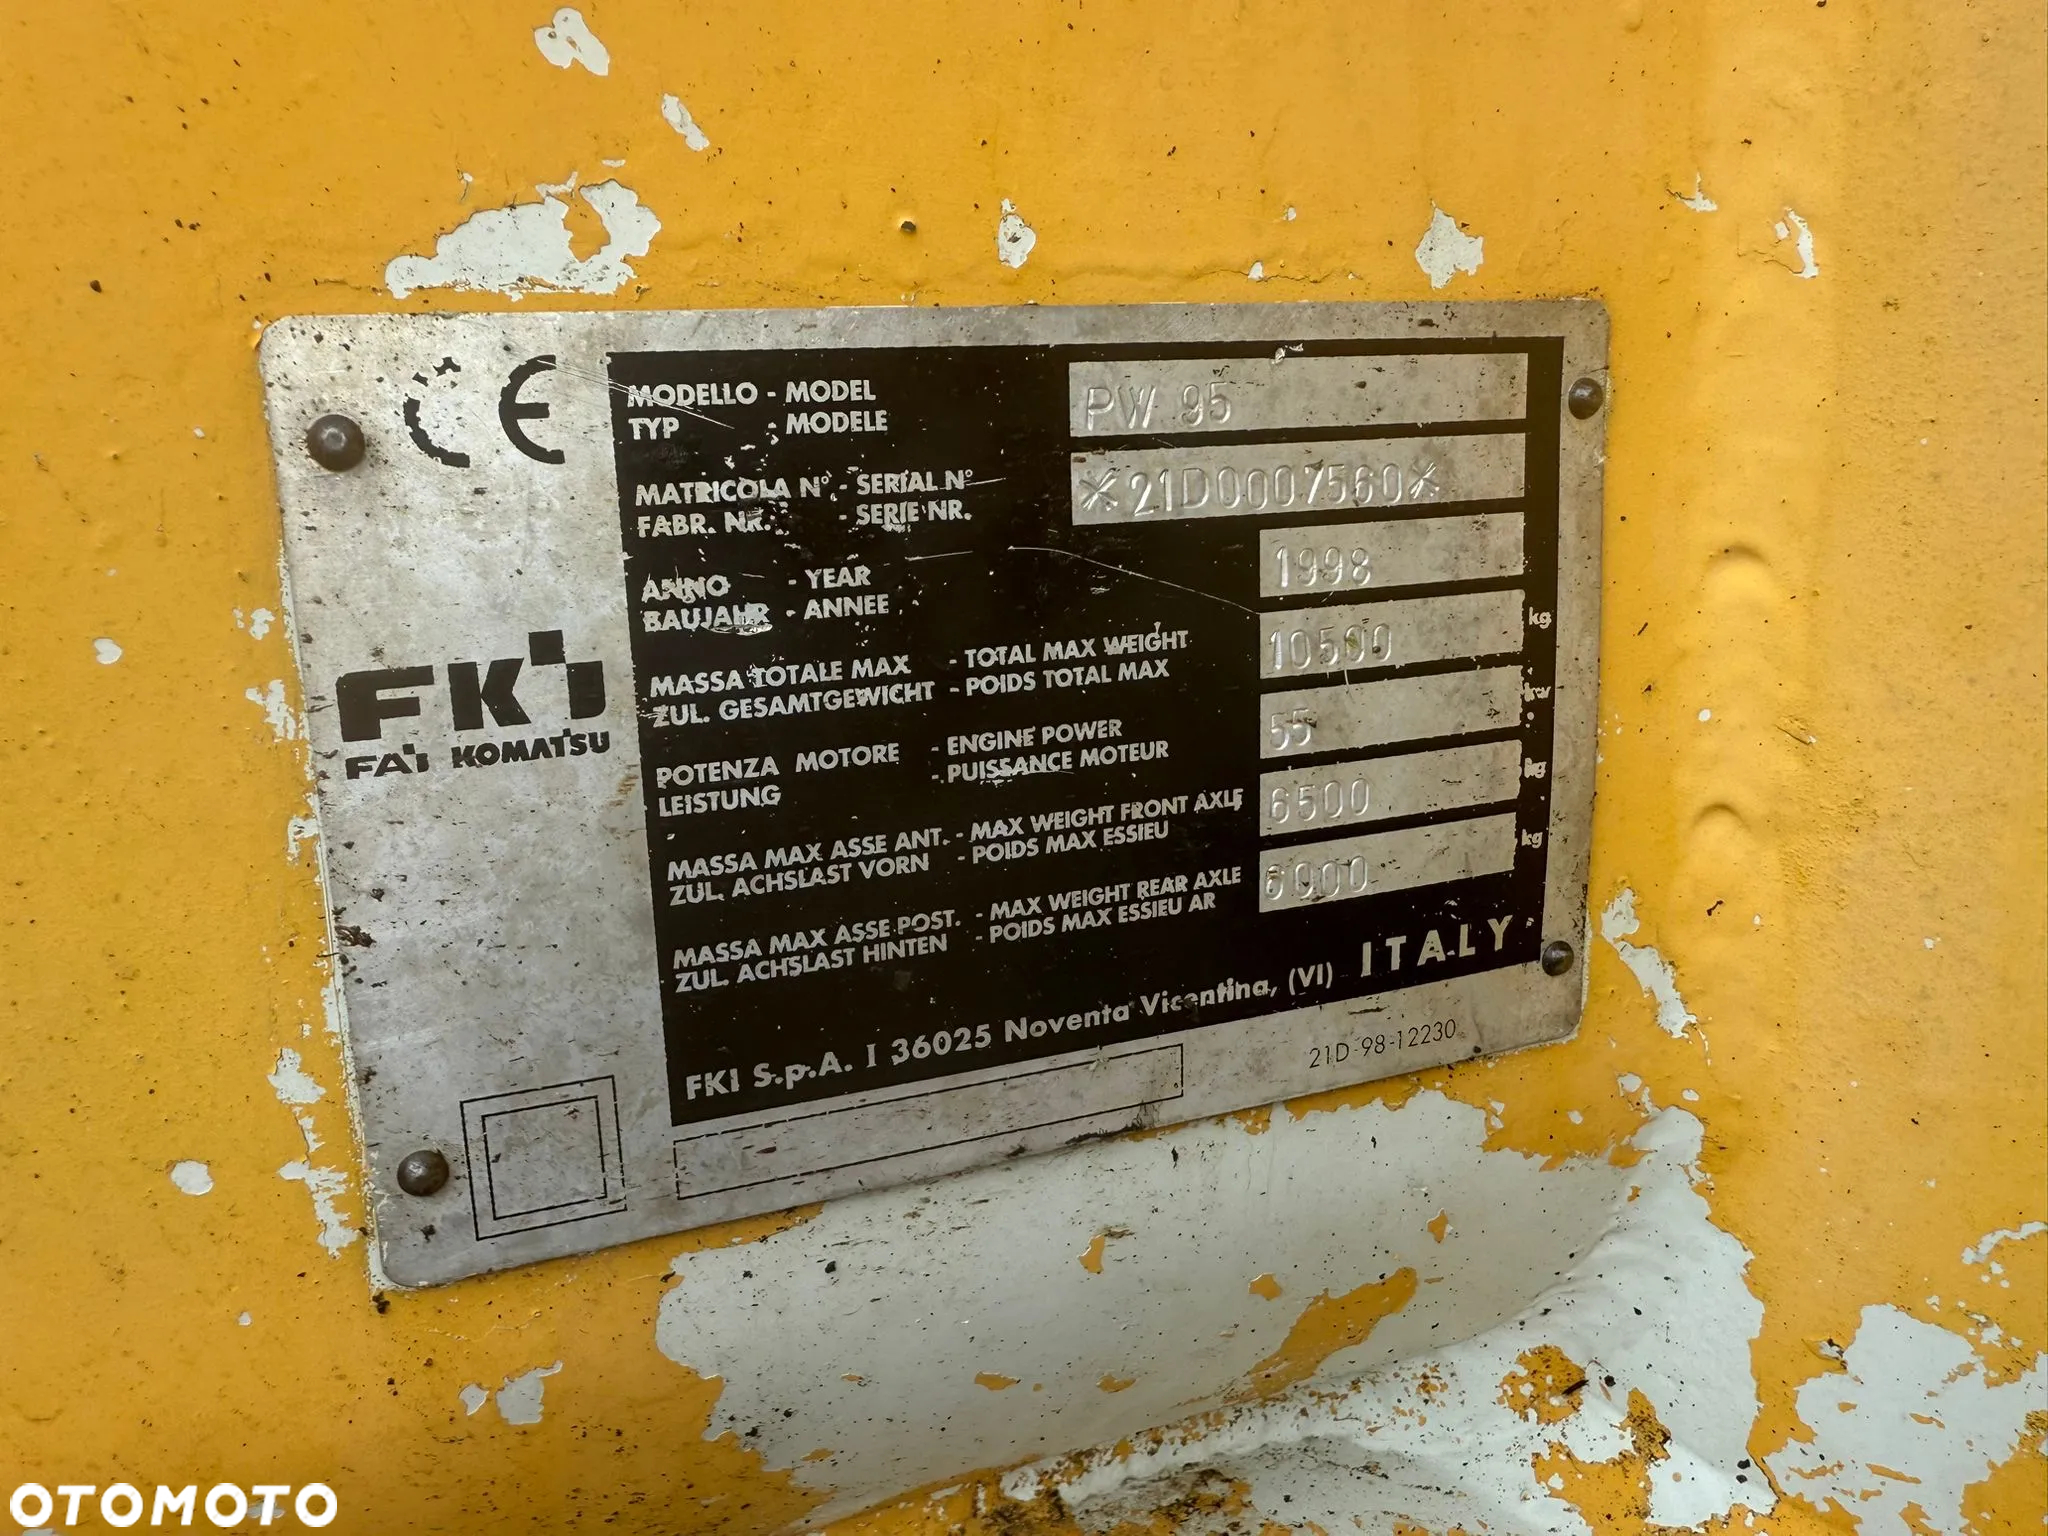 CE
MODELLO - MODEL
TYP - MODELE
PW 95
MATRICOLA N° - SERIAL N°
FABR. NR. - SERIE NR.
*21D0007560*
ANNO - YEAR
BAUJAHR - ANNEE
1998
MASSA TOTALE MAX - TOTAL MAX WEIGHT
ZUL. GESAMTGEWICHT - POIDS TOTAL MAX
10500 kg
POTENZA MOTORE - ENGINE POWER
LEISTUNG - PUISSANCE MOTEUR
55 kw
MASSA MAX ASSE ANT. - MAX WEIGHT FRONT AXLE
ZUL. ACHSLAST VORN - POIDS MAX ESSIEU
6500 kg
MASSA MAX ASSE POST. - MAX WEIGHT REAR AXLE
ZUL. ACHSLAST HINTEN - POIDS MAX ESSIEU AR
6000 kg
FKI
FAI KOMATSU
FKI S.p.A. I 36025 Noventa Vicentina, (VI) ITALY
21D-98-12230
OTOMOTO